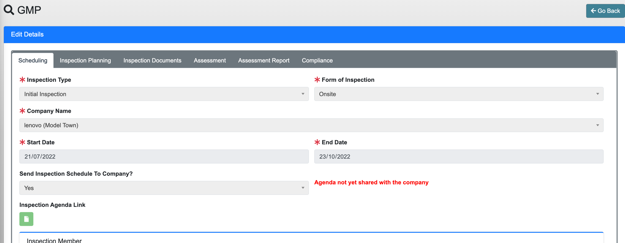 GMP
Go Back
Edit Details
Scheduling Inspection Planning Inspection Documents Assessment Assessment Report Compliance
* Inspection Type * Form of Inspection
Initial Inspection Onsite
* Company Name
lenovo (Model Town)
* Start Date * End Date
21/07/2022 23/10/2022
Send Inspection Schedule To Company?
Yes Agenda not yet shared with the company
Inspection Agenda Link
Inspection Member